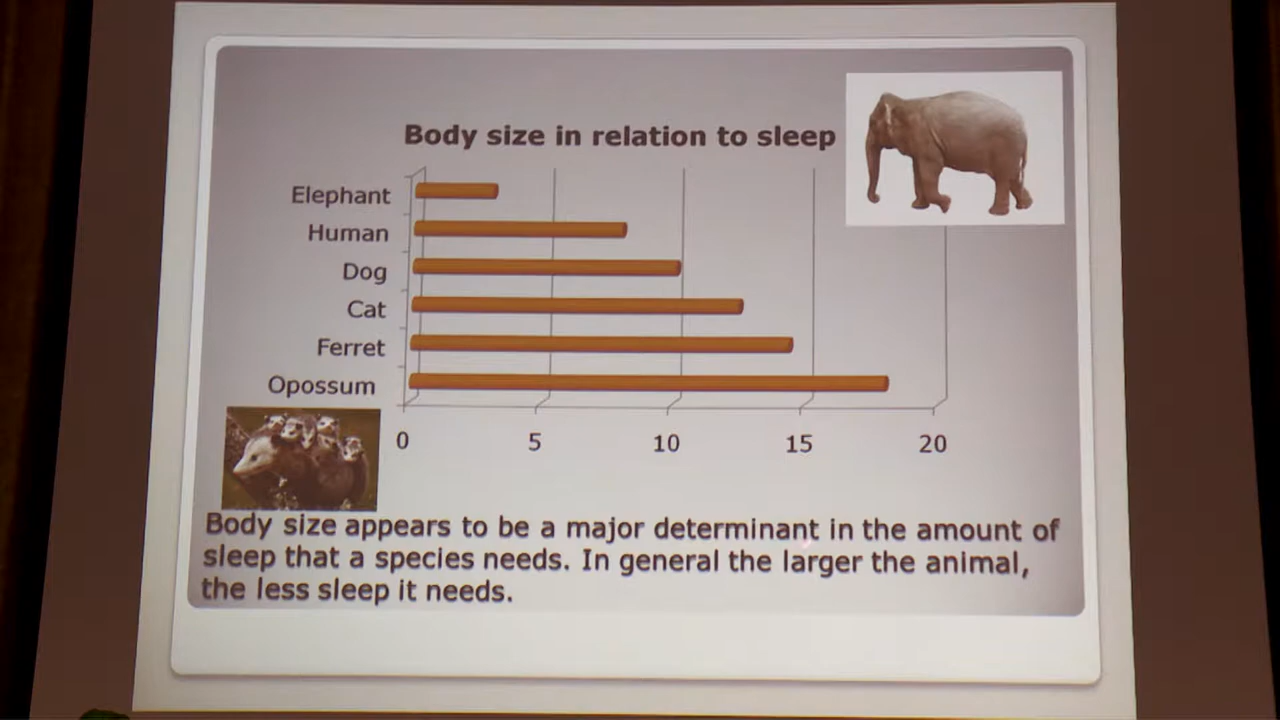 Body size in relation to sleep
Elephant
Human
Dog
Cat
Ferret
Opossum
0 5 10 15 20
Body size appears to be a major determinant in the amount of
sleep that a species needs. In general the larger the animal,
the less sleep it needs.